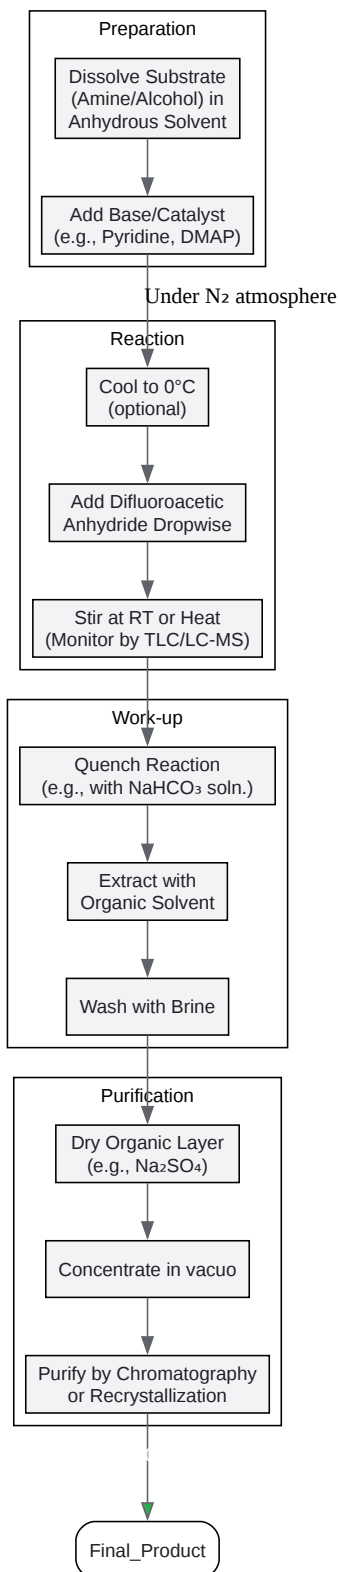 Preparation
Dissolve Substrate
(Amine/Alcohol) in
Anhydrous Solvent
Add Base/Catalyst
(e.g., Pyridine, DMAP)
Under N₂ atmosphere
Reaction
Cool to 0°C
(optional)
Add Difluoroacetic
Anhydride Dropwise
Stir at RT or Heat
(Monitor by TLC/LC-MS)
Work-up
Quench Reaction
(e.g., with NaHCO₃ soln.)
Extract with
Organic Solvent
Wash with Brine
Purification
Dry Organic Layer
(e.g., Na₂SO₄)
Concentrate in vacuo
Purify by Chromatography
or Recrystallization
Final_Product